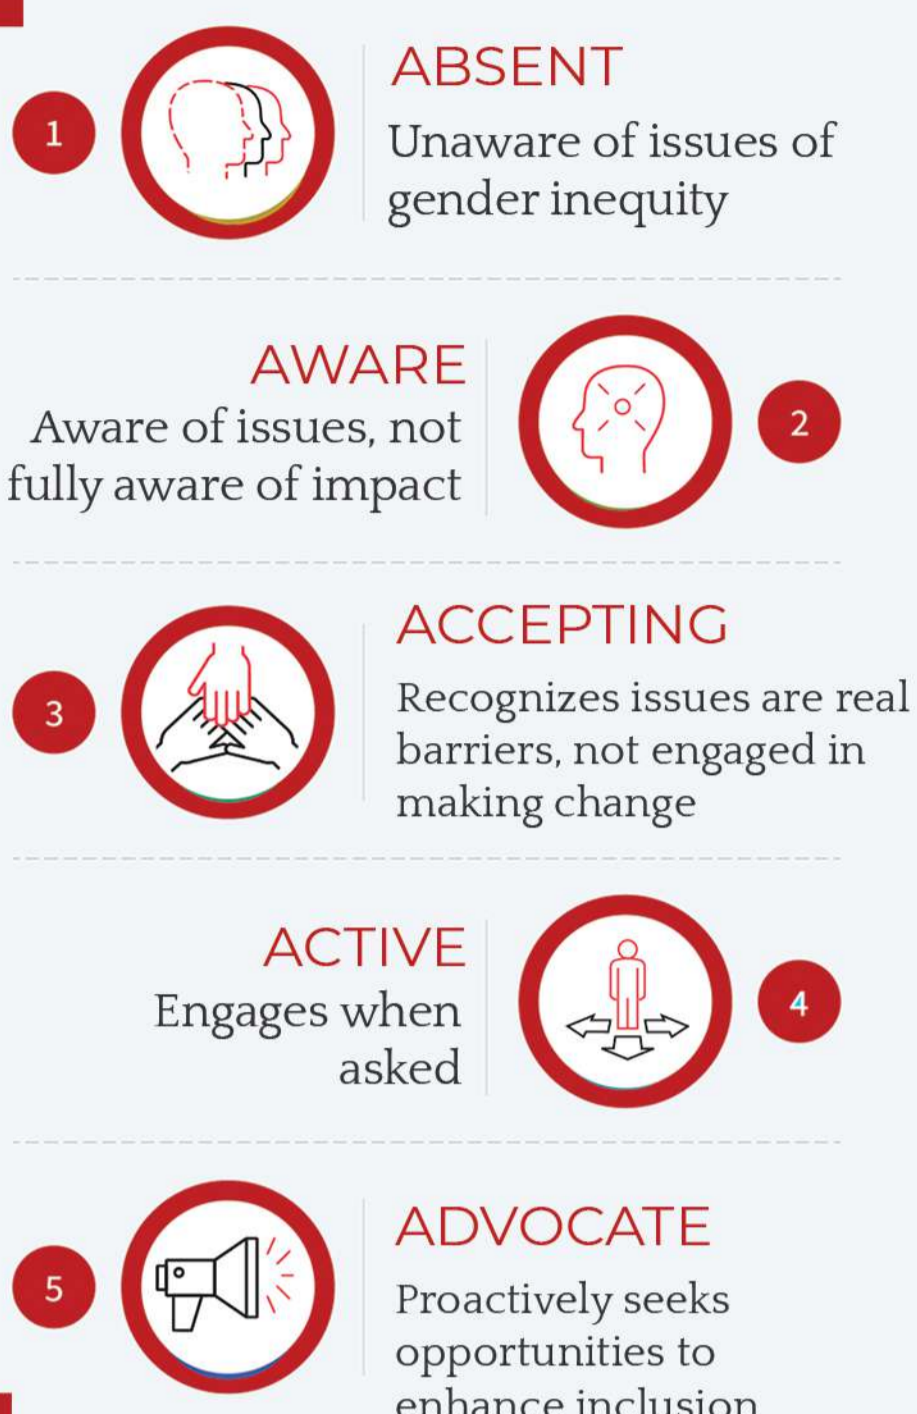 1
ABSENT
Unaware of issues of
gender inequity
AWARE
Aware of issues, not
fully aware of impact
2
3
ACCEPTING
Recognizes issues are real
barriers, not engaged in
making change
ACTIVE
Engages when
asked
4
5
ADVOCATE
Proactively seeks
opportunities to
enhance inclusion